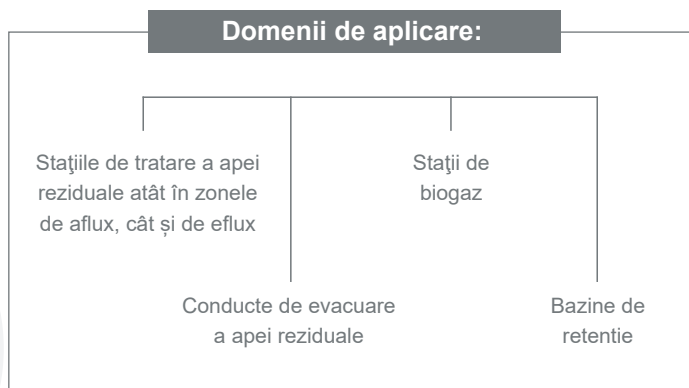 Domenii de aplicare:
Staţiile de tratare a apei
reziduale atât în zonele
de aflux, cât și de eflux
Staţii de
biogaz
Conducte de evacuare
a apei reziduale
Bazine de
retentie